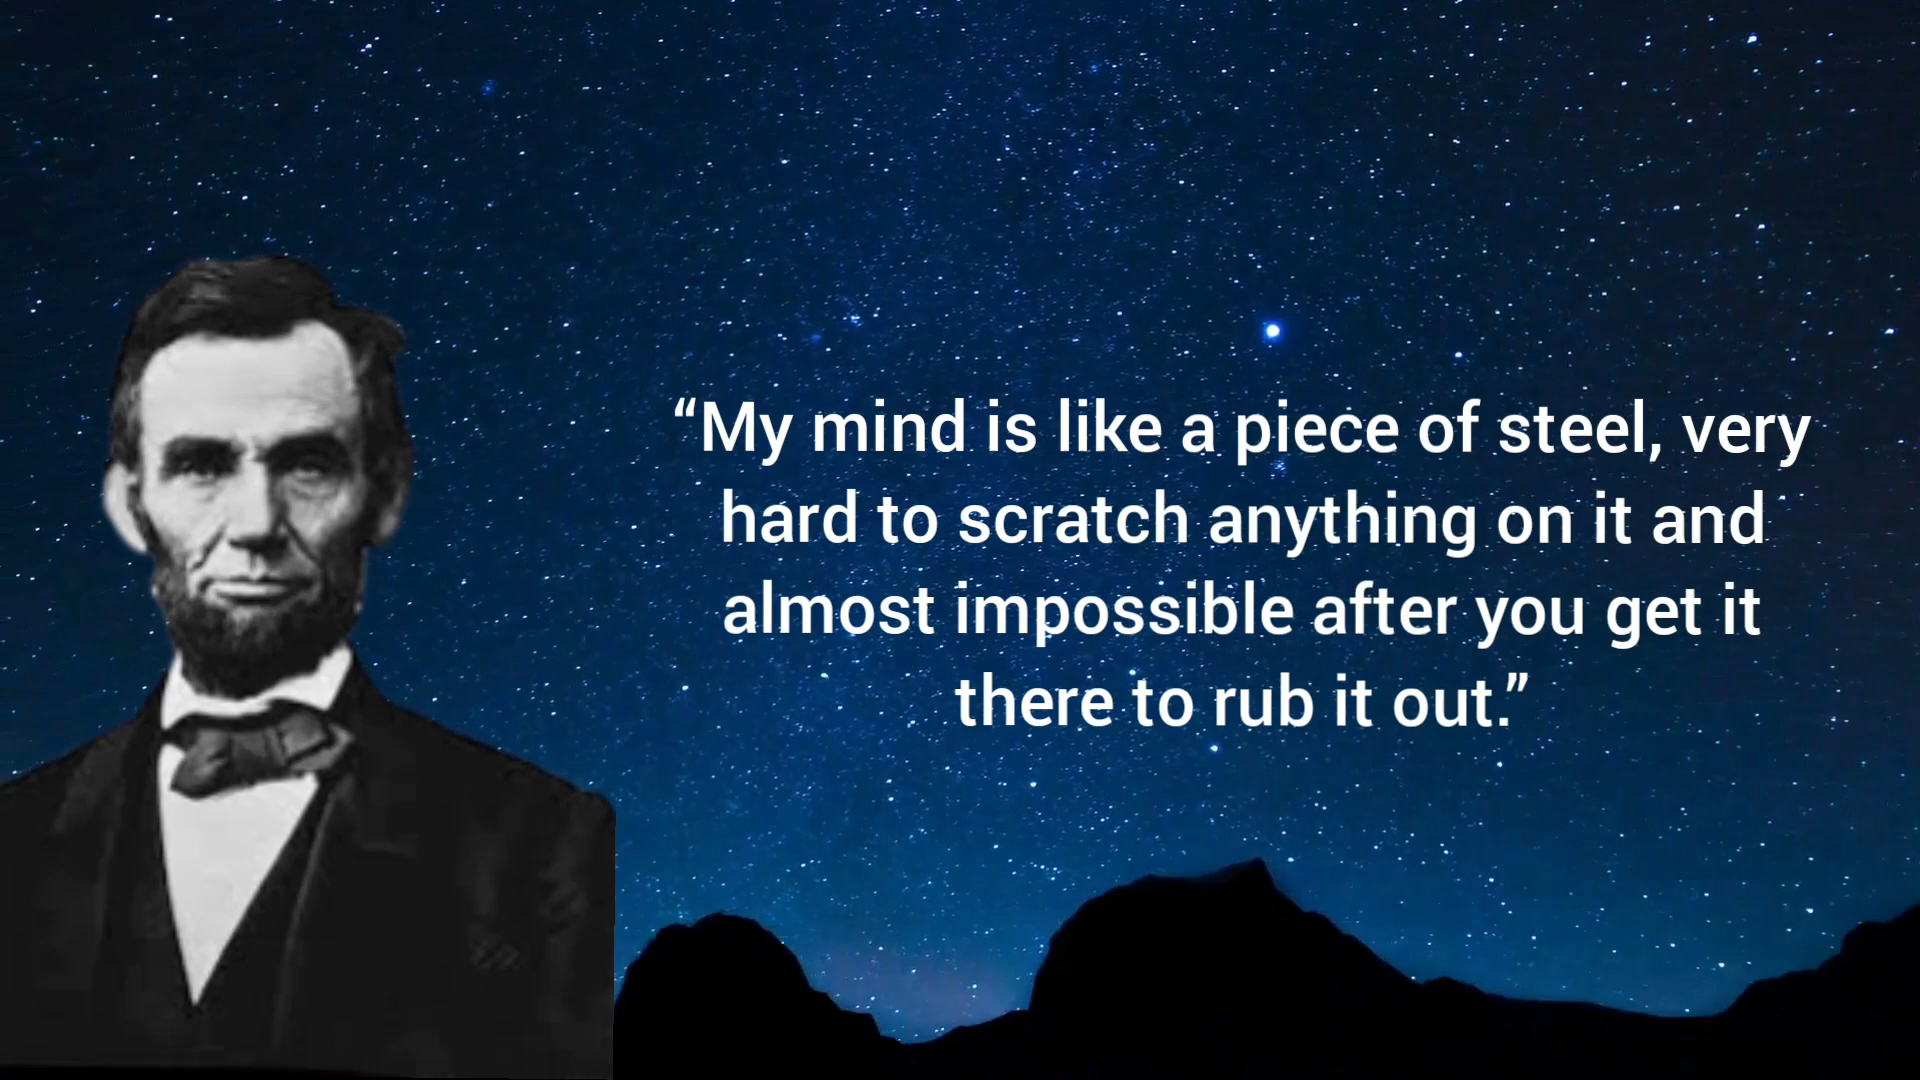 “My mind is like a piece of steel, very
hard to scratch anything on it and
almost impossible after you get it
there to rub it out.”